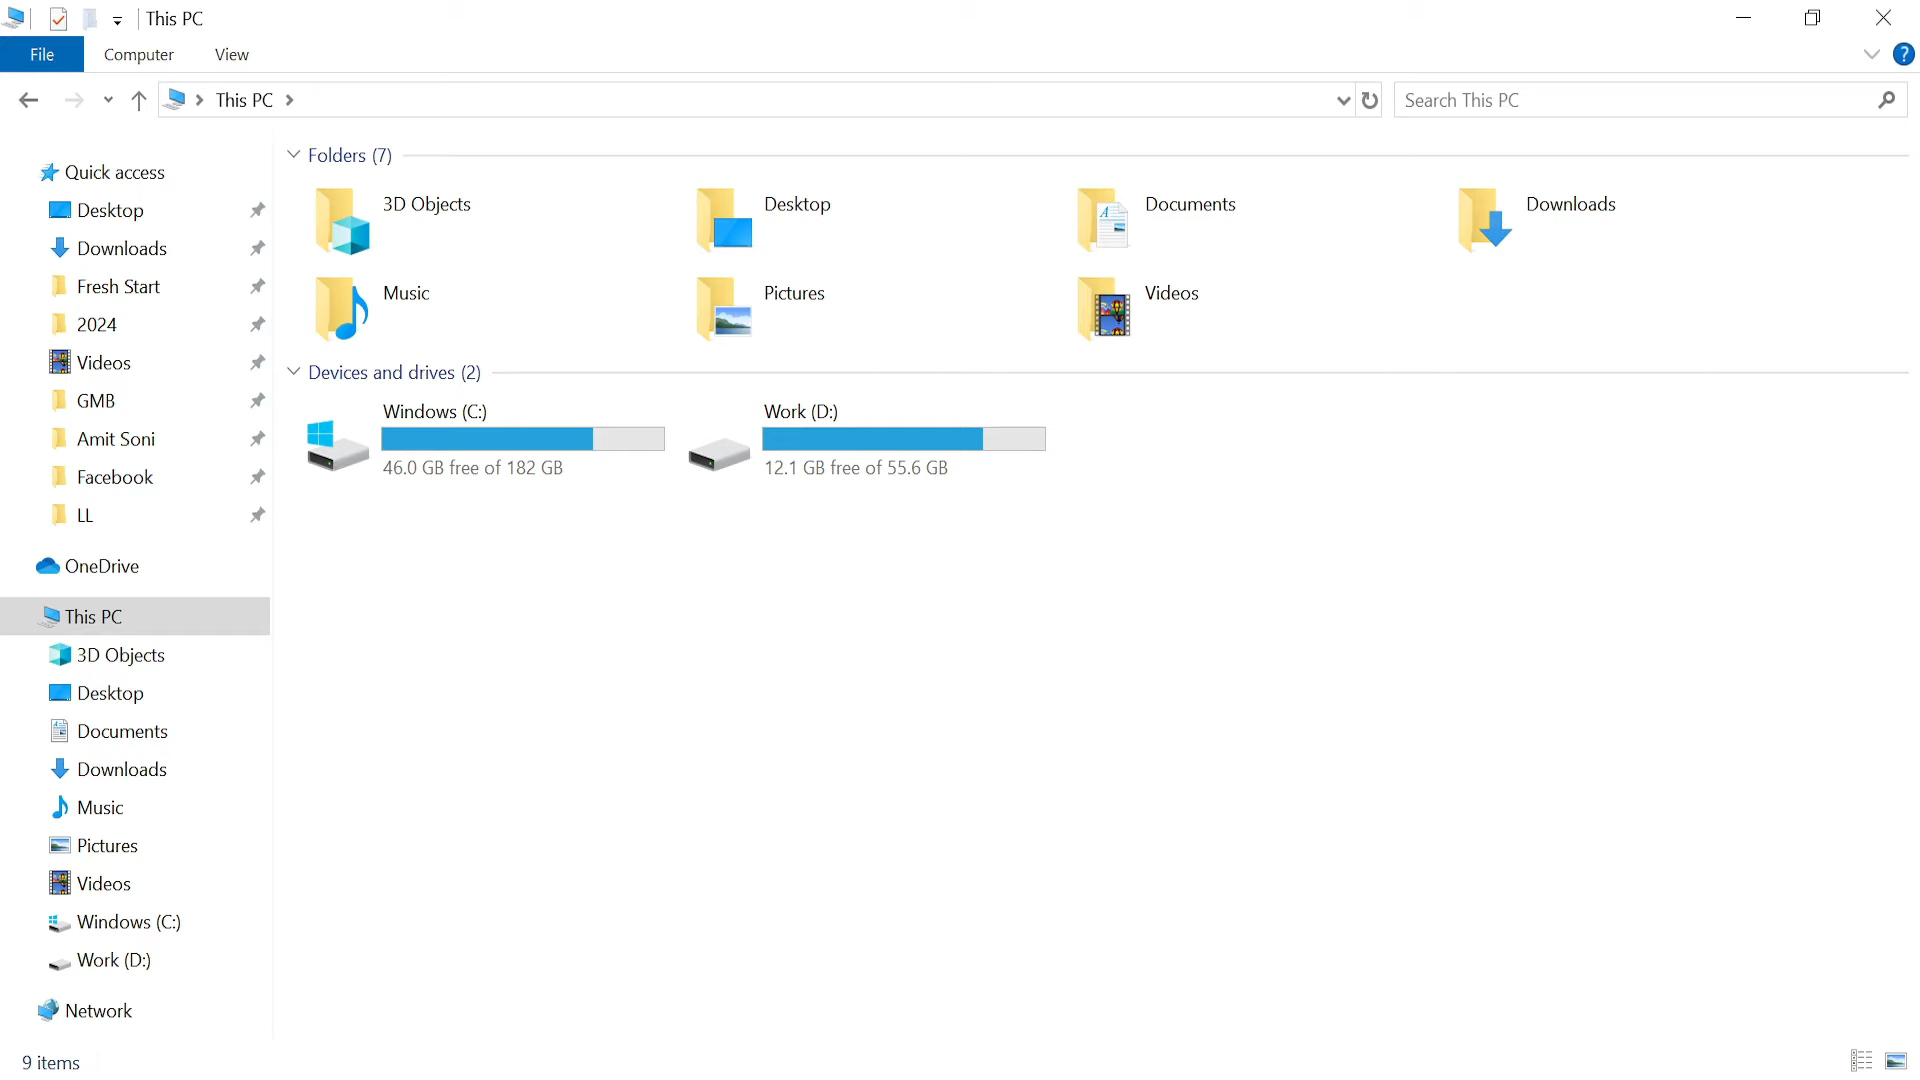 This PC
File Computer View
This PC
Search This PC
Quick access
Desktop
Downloads
Fresh Start
2024
Videos
GMB
Amit Soni
Facebook
LL
OneDrive
This PC
3D Objects
Desktop
Documents
Downloads
Music
Pictures
Videos
Windows (C:)
Work (D:)
Network
Folders (7)
3D Objects
Desktop
Documents
Downloads
Music
Pictures
Videos
Devices and drives (2)
Windows (C:)
46.0 GB free of 182 GB
Work (D:)
12.1 GB free of 55.6 GB
9 items